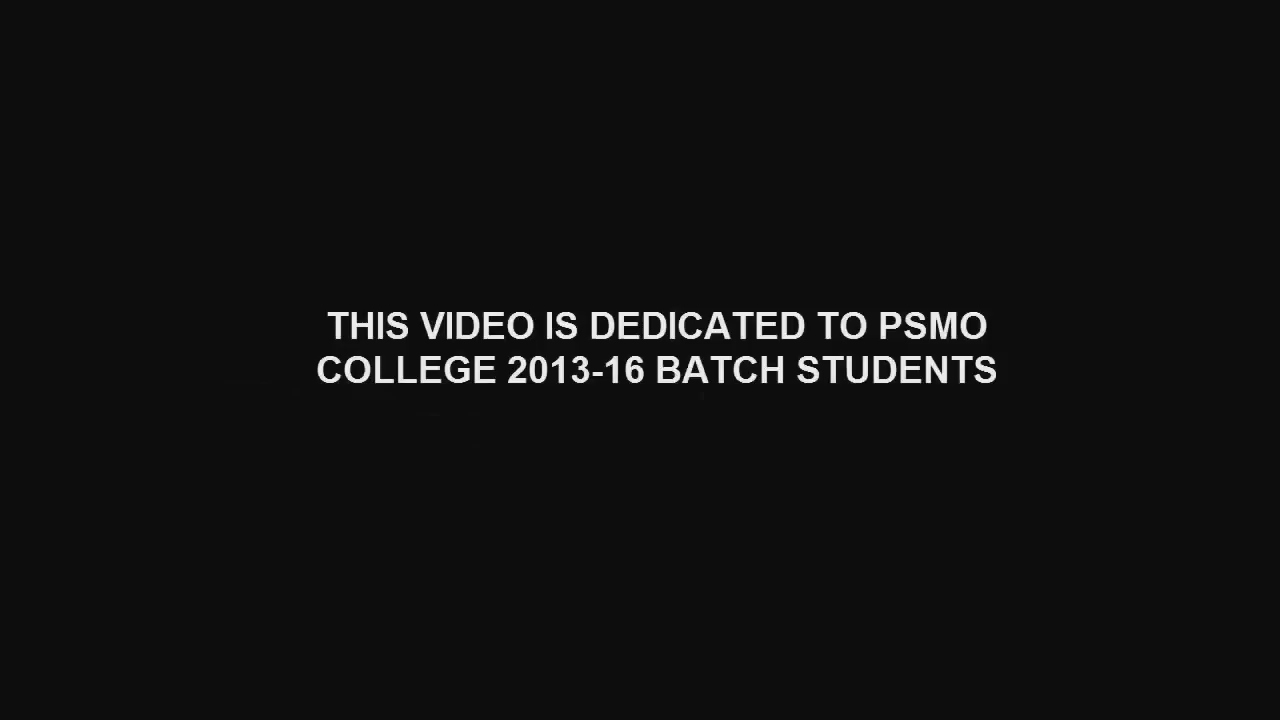 THIS VIDEO IS DEDICATED TO PSMO
COLLEGE 2013-16 BATCH STUDENTS